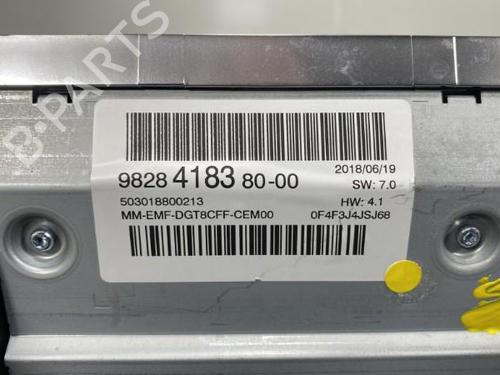 B-PARTS
2018/06/19
9828 4183 80-00
SW: 7.0
503018800213
HW: 4.1
MM-EMF-DGT8CFF-CEM00
0F4F3J4JSJ68